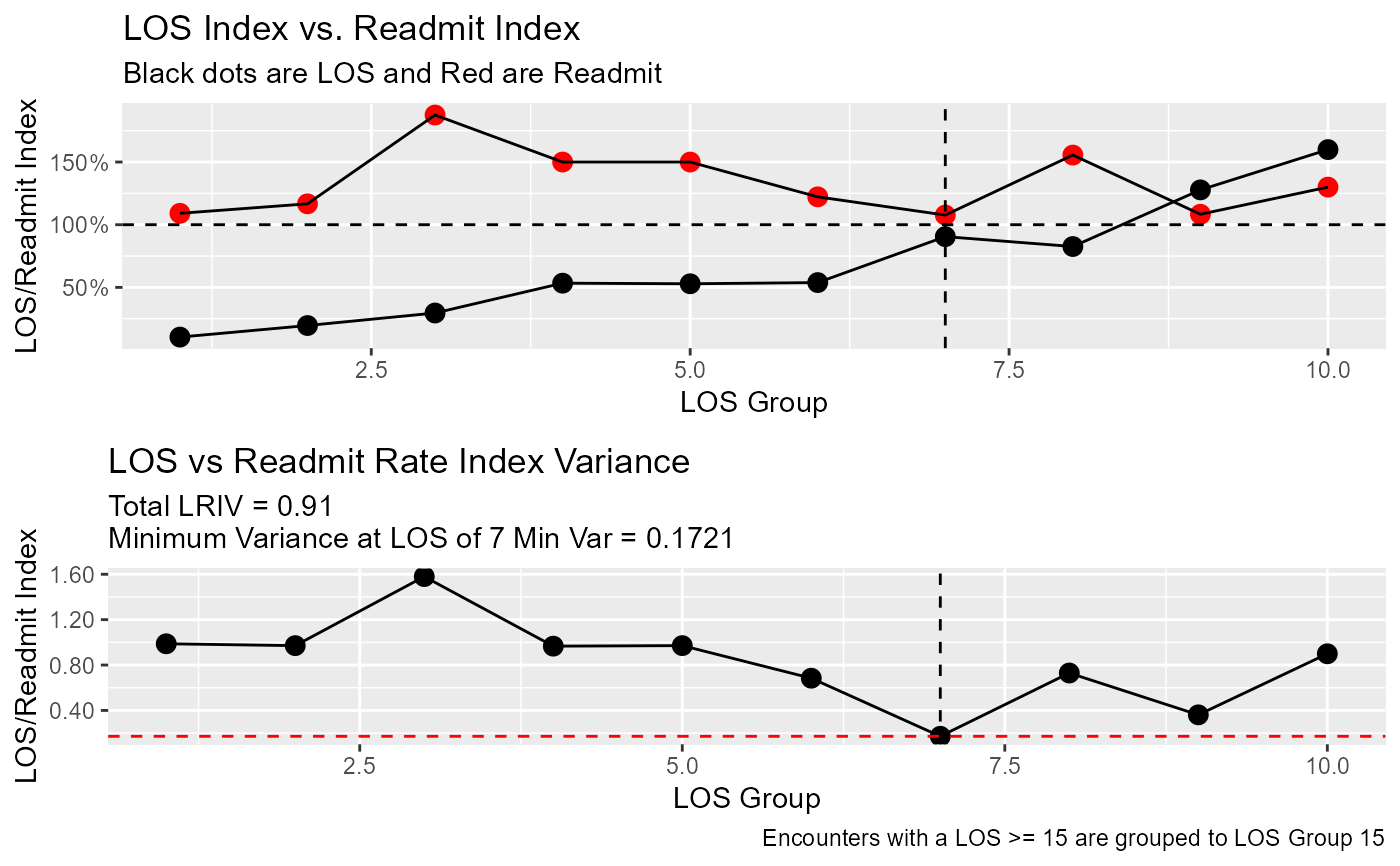 LOS Index vs. Readmit Index
Black dots are LOS and Red are Readmit
LOS/Readmit Index
150%
100%
50%
2.5
5.0
7.5
10.0
LOS Group
LOS vs Readmit Rate Index Variance
Total LRIV = 0.91
Minimum Variance at LOS of 7 Min Var = 0.1721
LOS/Readmit Index
1.60
1.20
0.80
0.40
2.5
5.0
7.5
10.0
LOS Group
Encounters with a LOS >= 15 are grouped to LOS Group 15